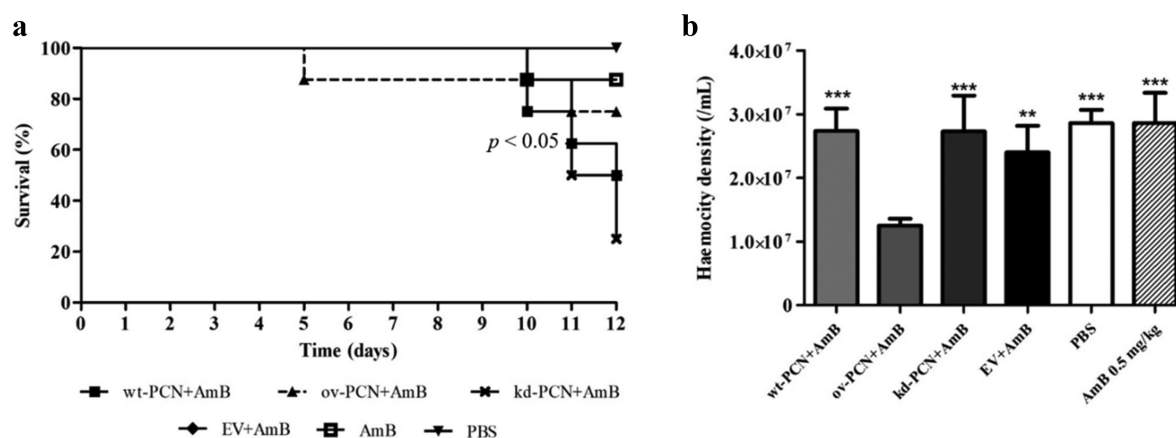 a
100
80
60
40
20
0
Survival (%)
p < 0.05
0 1 2 3 4 5 6 7 8 9 10 11 12
Time (days)
wt-PCN+AmB ov-PCN+AmB kd-PCN+AmB
EV+AmB AmB PBS
b
4.0×10⁷
3.0×10⁷
2.0×10⁷
1.0×10⁷
0
Haemocity density (/mL)
*** *** ** *** ***
wt-PCN+AmB
ov-PCN+AmB
kd-PCN+AmB
EV+AmB
PBS
AmB 0.5 mg/kg